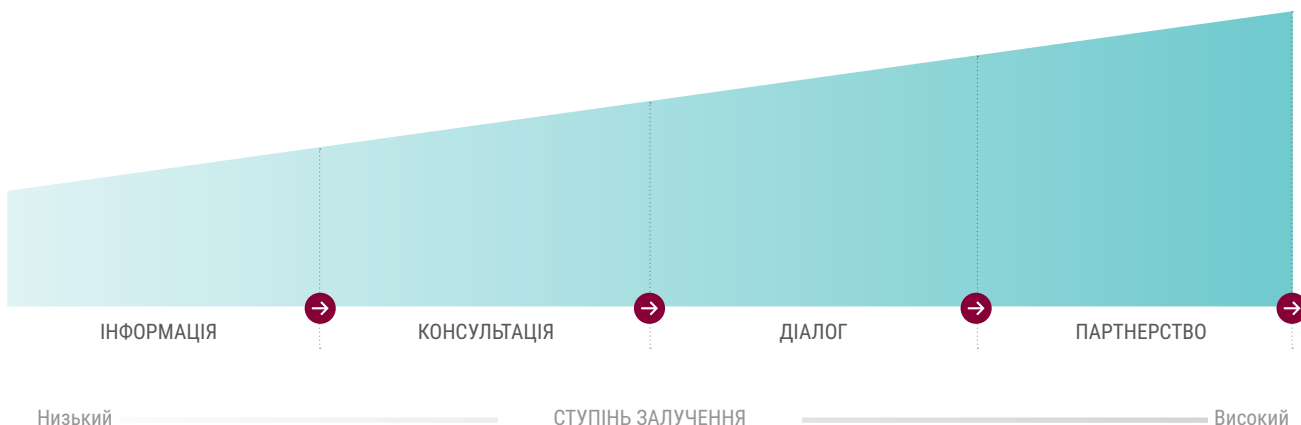 ІНФОРМАЦІЯ КОНСУЛЬТАЦІЯ ДІАЛОГ ПАРТНЕРСТВО
Низький СТУПІНЬ ЗАЛУЧЕННЯ Високий